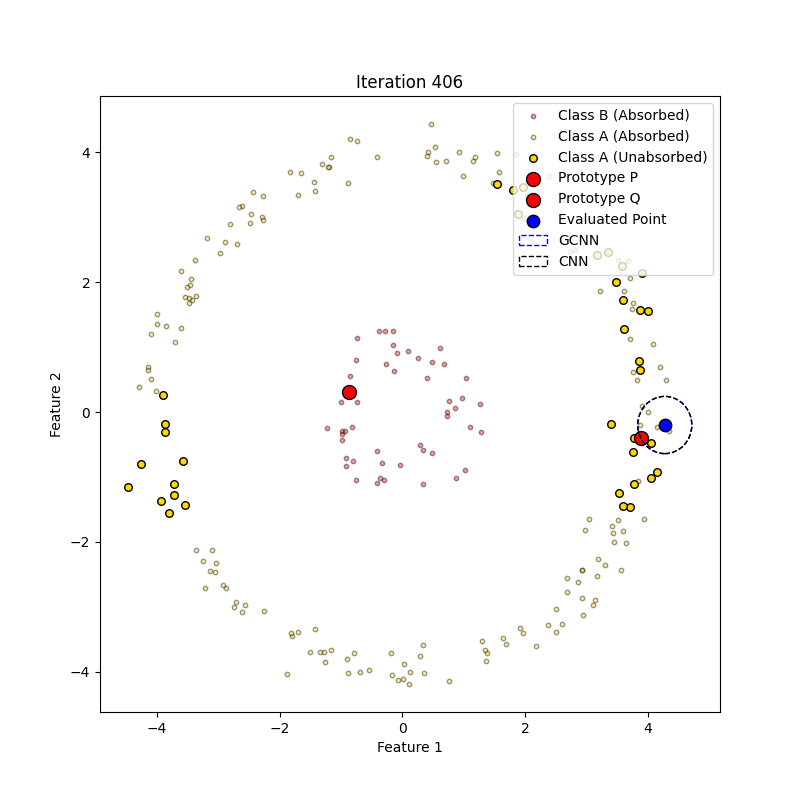 Iteration 406
Class B (Absorbed)
Class A (Absorbed)
Class A (Unabsorbed)
Prototype P
Prototype Q
Evaluated Point
GCNN
CNN
4
2
0
−2
−4
Feature 2
−4
−2
0
2
4
Feature 1